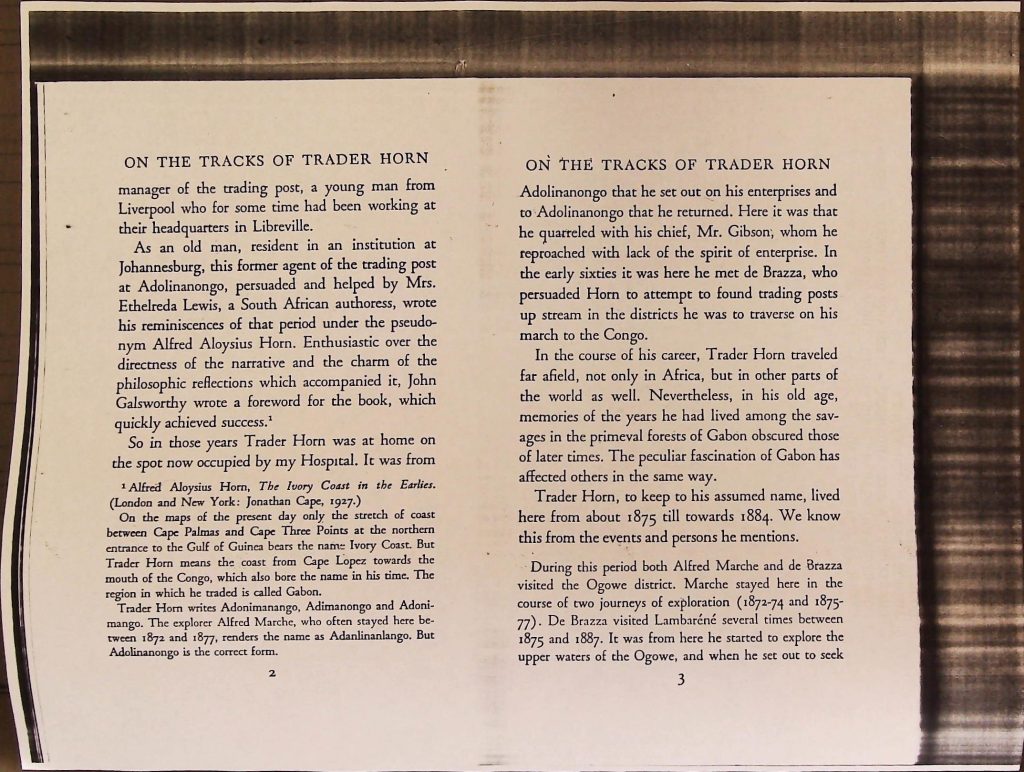 ON THE TRACKS OF TRADER HORN
manager of the trading post, a young man from
Liverpool who for some time had been working at
their headquarters in Libreville.
As an old man, resident in an institution at
Johannesburg, this former agent of the trading post
at Adolinanongo, persuaded and helped by Mrs.
Ethelreda Lewis, a South African authoress, wrote
his reminiscences of that period under the pseudo-
nym Alfred Aloysius Horn. Enthusiastic over the
directness of the narrative and the charm of the
philosophic reflections which accompanied it, John
Galsworthy wrote a foreword for the book, which
quickly achieved success.¹
So in those years Trader Horn was at home on
the spot now occupied by my Hospital. It was from
¹ Alfred Aloysius Horn, The Ivory Coast in the Earlies.
(London and New York: Jonathan Cape, 1927.)
On the maps of the present day only the stretch of coast
between Cape Palmas and Cape Three Points at the northern
entrance to the Gulf of Guinea bears the name Ivory Coast. But
Trader Horn means the coast from Cape Lopez towards the
mouth of the Congo, which also bore the name in his time. The
region in which he traded is called Gabon.
Trader Horn writes Adonimanango, Adimanongo and Adoni-
mango. The explorer Alfred Marche, who often stayed here be-
tween 1872 and 1877, renders the name as Adanlinanlango. But
Adolinanongo is the correct form.
2
ON THE TRACKS OF TRADER HORN
Adolinanongo that he set out on his enterprises and
to Adolinanongo that he returned. Here it was that
he quarreled with his chief, Mr. Gibson, whom he
reproached with lack of the spirit of enterprise. In
the early sixties it was here he met de Brazza, who
persuaded Horn to attempt to found trading posts
up stream in the districts he was to traverse on his
march to the Congo.
In the course of his career, Trader Horn traveled
far afield, not only in Africa, but in other parts of
the world as well. Nevertheless, in his old age,
memories of the years he had lived among the sav-
ages in the primeval forests of Gabon obscured those
of later times. The peculiar fascination of Gabon has
affected others in the same way.
Trader Horn, to keep to his assumed name, lived
here from about 1875 till towards 1884. We know
this from the events and persons he mentions.
During this period both Alfred Marche and de Brazza
visited the Ogowe district. Marche stayed here in the
course of two journeys of exploration (1872-74 and 1875-
77). De Brazza visited Lambaréné several times between
1875 and 1887. It was from here he started to explore the
upper waters of the Ogowe, and when he set out to seek
3